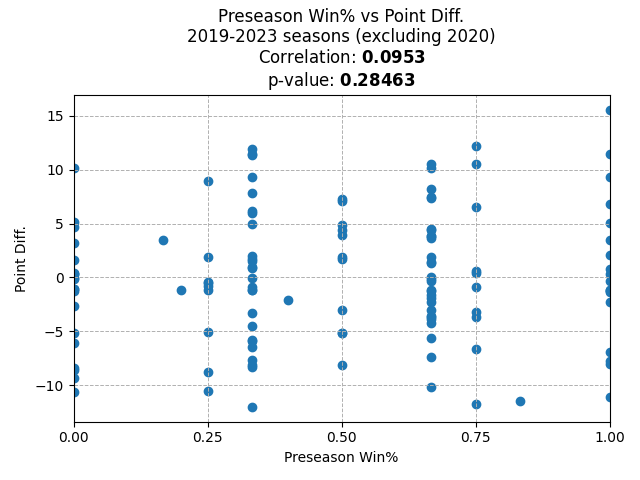 Preseason Win% vs Point Diff.
2019-2023 seasons (excluding 2020)
Correlation: 0.0953
p-value: 0.28463
15
10
5
0
−5
−10
Point Diff.
0.00 0.25 0.50 0.75 1.00
Preseason Win%